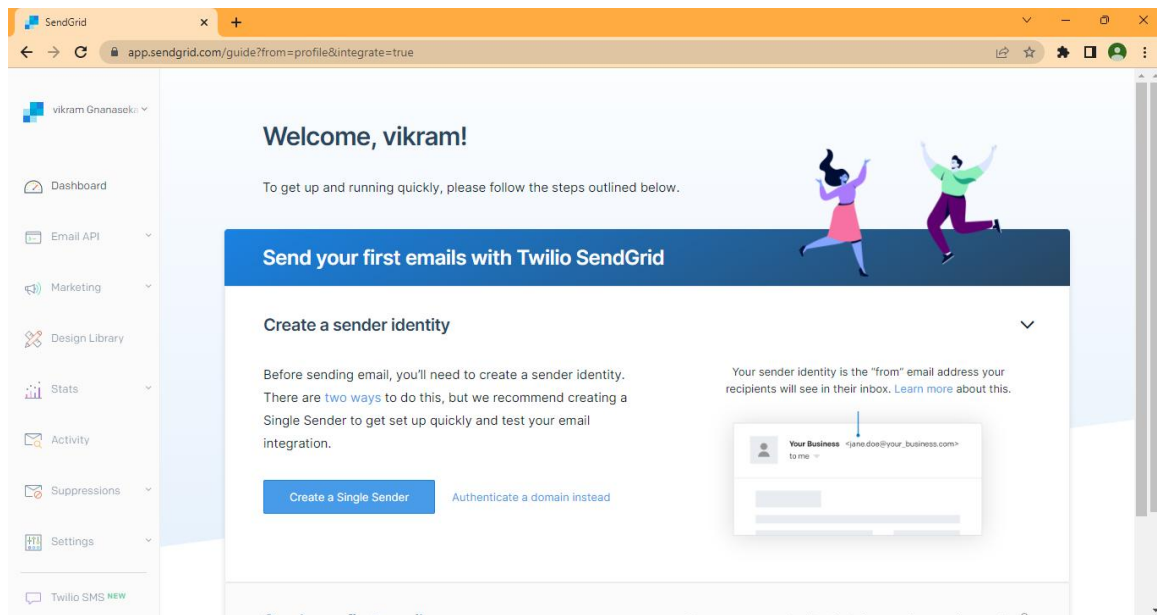 SendGrid
app.sendgrid.com/guide?from=profile&integrate=true
vikram Gnanaseka
Dashboard
Email API
Marketing
Design Library
Stats
Activity
Suppressions
Settings
Twilio SMS NEW
Welcome, vikram!
To get up and running quickly, please follow the steps outlined below.
Send your first emails with Twilio SendGrid
Create a sender identity
Before sending email, you'll need to create a sender identity.
There are two ways to do this, but we recommend creating a
Single Sender to get set up quickly and test your email
integration.
Create a Single Sender
Authenticate a domain instead
Your sender identity is the "from" email address your
recipients will see in their inbox. Learn more about this.
Your Business <jane.doe@your_business.com>
to me